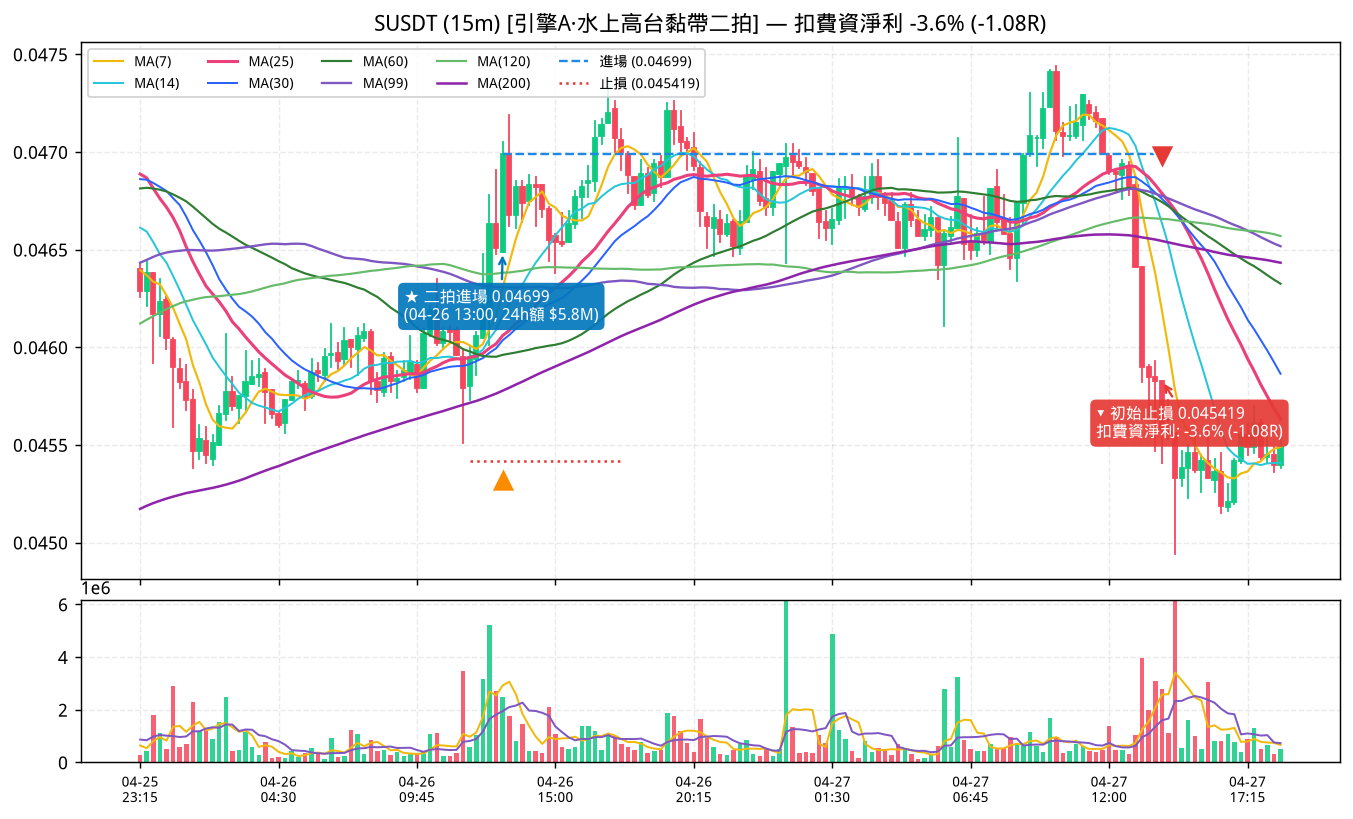 SUSDT (15m) [引擎A·水上高台黏帶二拍] — 扣費資淨利 -3.6% (-1.08R)
MA(7) MA(25) MA(60) MA(120) 進場 (0.04699)
MA(14) MA(30) MA(99) MA(200) 止損 (0.045419)
0.0475
0.0470
0.0465
0.0460
0.0455
0.0450
★ 二拍進場 0.04699
(04-26 13:00, 24h額 $5.8M)
▼ 初始止損 0.045419
扣費資淨利: -3.6% (-1.08R)
1e6
6
4
2
0
04-25 04-26 04-26 04-26 04-26 04-27 04-27 04-27 04-27
23:15 04:30 09:45 15:00 20:15 01:30 06:45 12:00 17:15